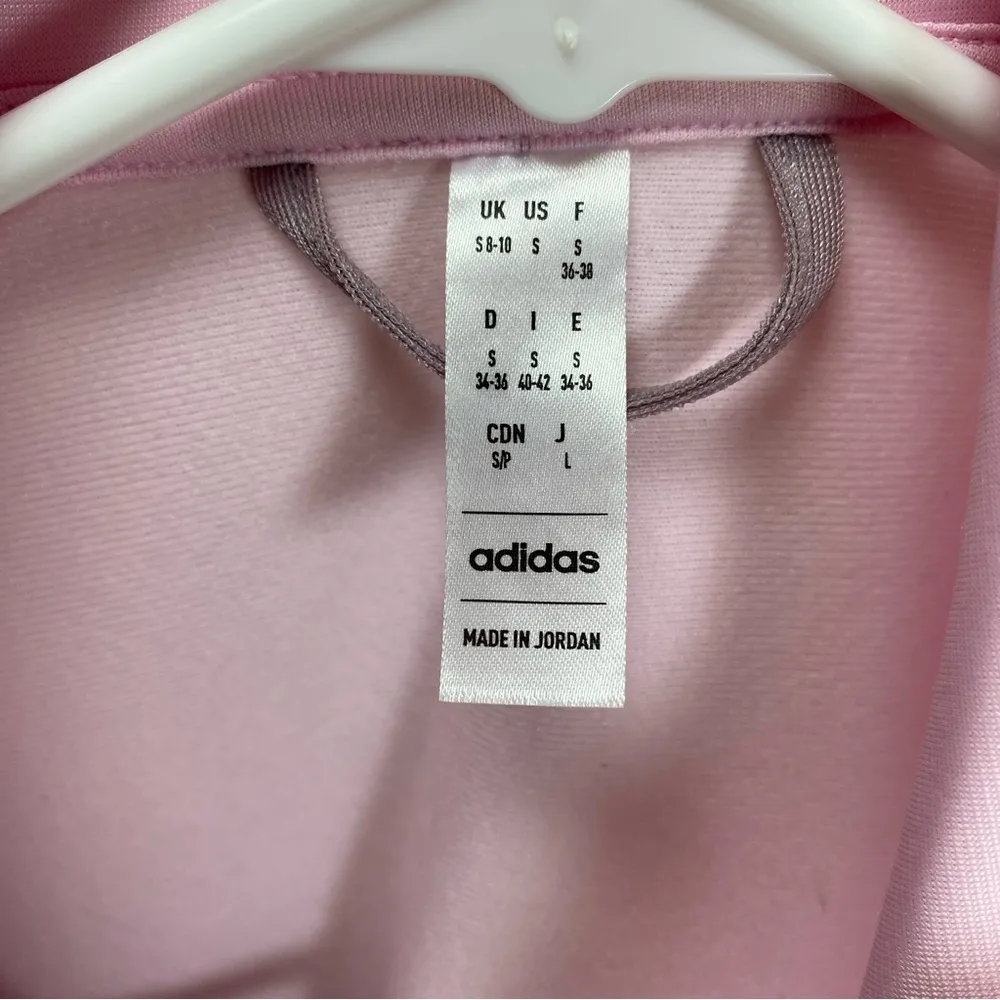 UK US F
S 8-10 S S
36-38
D I E
S S S
34-36 40-42 34-36
CDN J
S/P L
adidas
MADE IN JORDAN